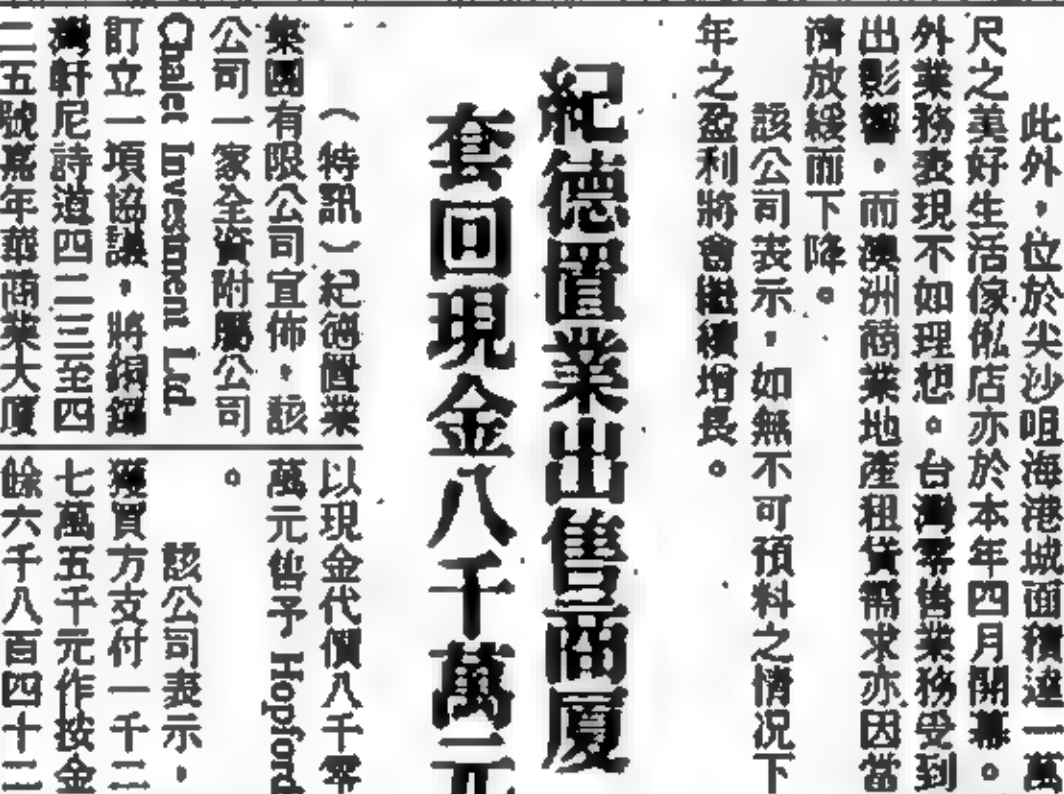 此外，位於尖沙咀海港城面積達一萬
尺之美好生活傢俬店亦於本年四月開幕。
外業務表現不如理想。台灣零售業務受到
出影響，而澳洲商業地產租賃需求亦因當
濟放緩而下降。
該公司表示，如無不可預料之情況下
年之盈利將會繼續增長。
紀德置業出售商廈
套回現金八千萬元
（特訊）紀德置業
集團有限公司宣佈，該
公司一家全資附屬公司
Chalet Investment Ltd.
訂立一項協議，將銅鑼
灣軒尼詩道四二三至四
二五號嘉年華商業大廈
以現金代價八千零
萬元售予 Hopford
。
該公司表示，
獲買方支付一千二
七萬五千元作按金
餘六千八百四十二